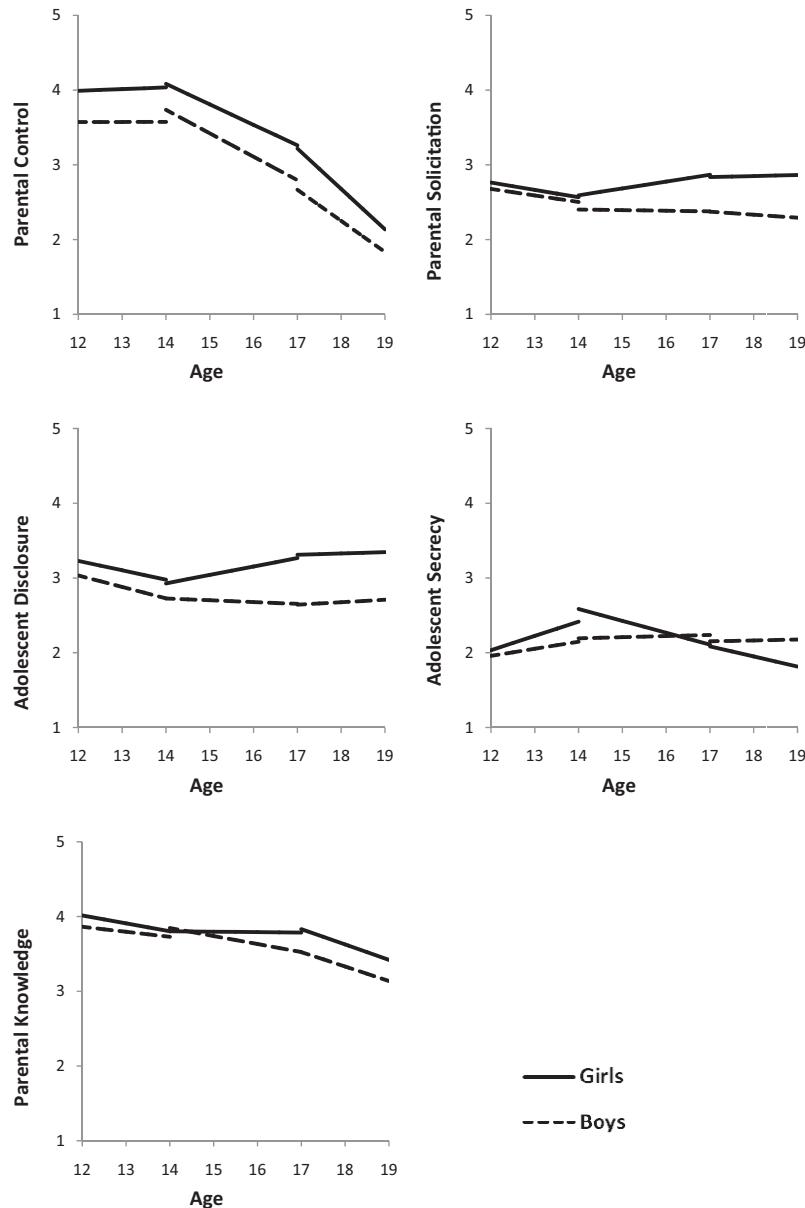 5
4
3
2
1
Parental Control
12 13 14 15 16 17 18 19
Age
5
4
3
2
1
Parental Solicitation
12 13 14 15 16 17 18 19
Age
5
4
3
2
1
Adolescent Disclosure
12 13 14 15 16 17 18 19
Age
5
4
3
2
1
Adolescent Secrecy
12 13 14 15 16 17 18 19
Age
5
4
3
2
1
Parental Knowledge
12 13 14 15 16 17 18 19
Age
Girls
Boys